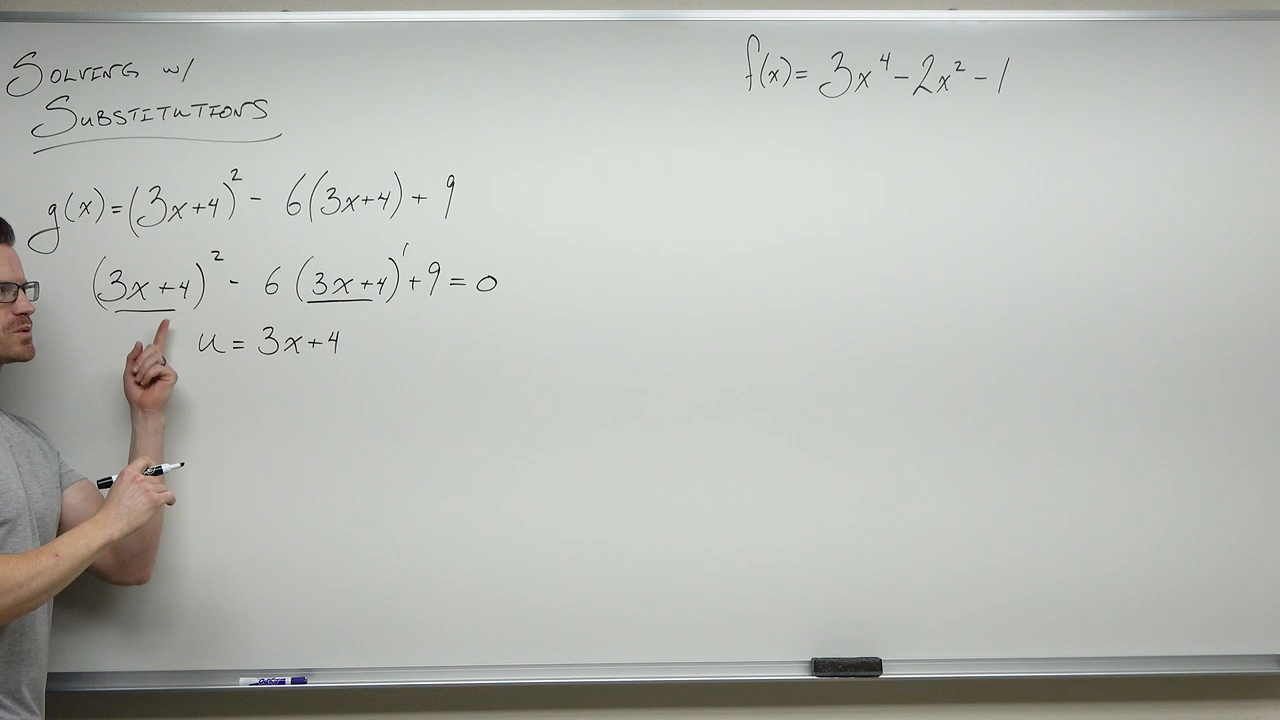 SOLVING w/
SUBSTITUTIONS
g(x)=(3x+4)² - 6(3x+4) + 9
(3x+4)² - 6(3x+4)¹+9=0
u = 3x+4
f(x)= 3x⁴-2x²-1